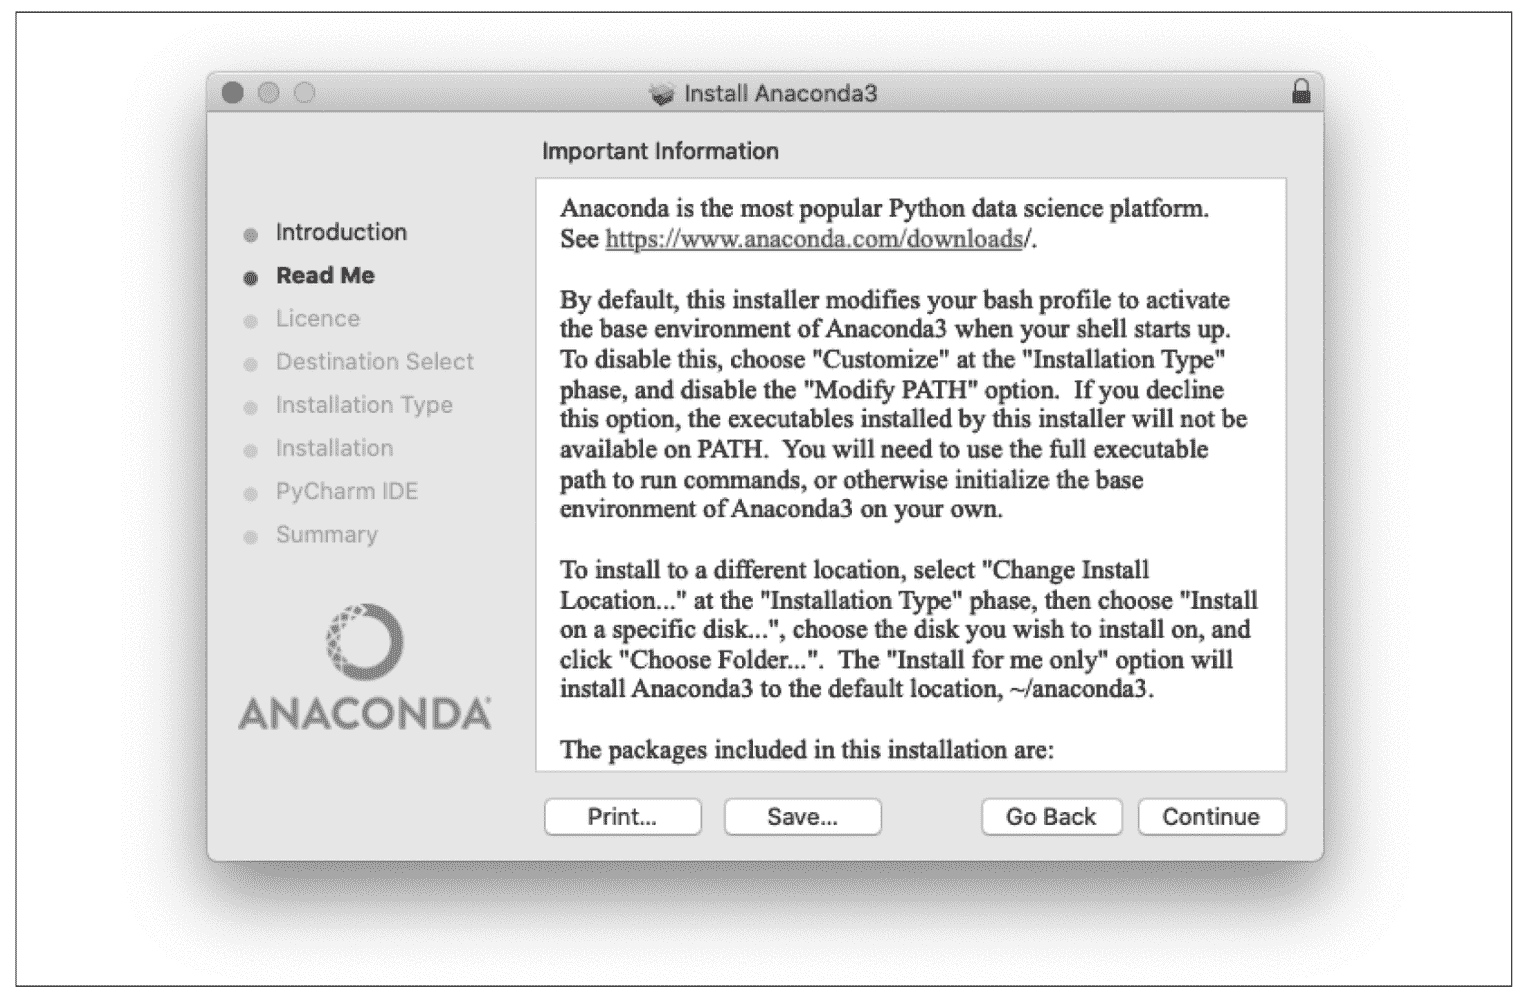 Install Anaconda3
Important Information
Introduction
Read Me
Licence
Destination Select
Installation Type
Installation
PyCharm IDE
Summary
ANACONDA
Anaconda is the most popular Python data science platform.
See https://www.anaconda.com/downloads/.
By default, this installer modifies your bash profile to activate
the base environment of Anaconda3 when your shell starts up.
To disable this, choose "Customize" at the "Installation Type"
phase, and disable the "Modify PATH" option.  If you decline
this option, the executables installed by this installer will not be
available on PATH.  You will need to use the full executable
path to run commands, or otherwise initialize the base
environment of Anaconda3 on your own.
To install to a different location, select "Change Install
Location..." at the "Installation Type" phase, then choose "Install
on a specific disk...", choose the disk you wish to install on, and
click "Choose Folder...".  The "Install for me only" option will
install Anaconda3 to the default location, ~/anaconda3.
The packages included in this installation are:
Print...
Save...
Go Back
Continue